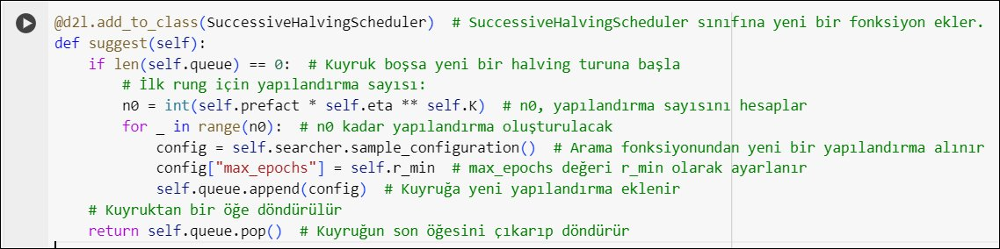 @d2l.add_to_class(SuccessiveHalvingScheduler)  # SuccessiveHalvingScheduler sınıfına yeni bir fonksiyon ekler.
def suggest(self):
    if len(self.queue) == 0:  # Kuyruk boşsa yeni bir halving turuna başla
        # İlk rung için yapılandırma sayısı:
        n0 = int(self.prefact * self.eta ** self.K)  # n0, yapılandırma sayısını hesaplar
        for _ in range(n0):  # n0 kadar yapılandırma oluşturulacak
            config = self.searcher.sample_configuration()  # Arama fonksiyonundan yeni bir yapılandırma alınır
            config["max_epochs"] = self.r_min  # max_epochs değeri r_min olarak ayarlanır
            self.queue.append(config)  # Kuyruğa yeni yapılandırma eklenir
    # Kuyruktan bir öğe döndürülür
    return self.queue.pop()  # Kuyruğun son öğesini çıkarıp döndürür